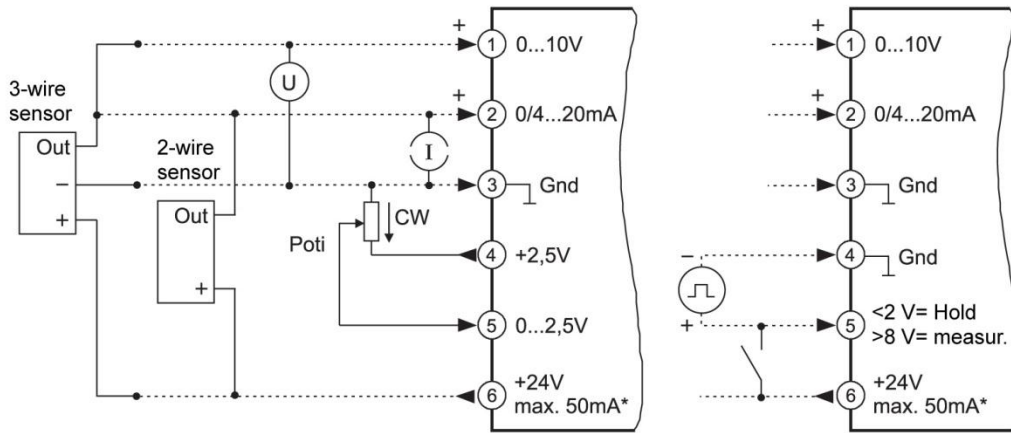 +
1
0...10V
3-wire
sensor
U
+
2
0/4...20mA
Out
2-wire
sensor
I
−
3
Gnd
+
Out
CW
Poti
4
+2,5V
+
5
0...2,5V
6
+24V
max. 50mA*
+
1
0...10V
+
2
0/4...20mA
3
Gnd
−
4
Gnd
+
5
<2 V= Hold
>8 V= measur.
6
+24V
max. 50mA*